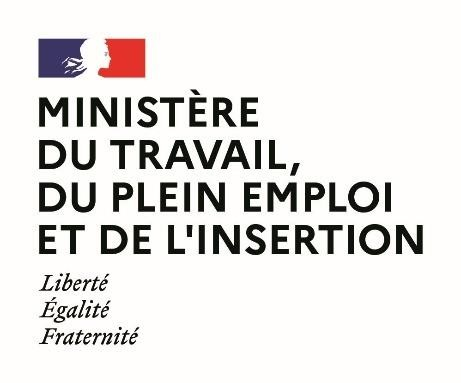 MINISTÈRE
DU TRAVAIL,
DU PLEIN EMPLOI
ET DE L'INSERTION
Liberté
Égalité
Fraternité